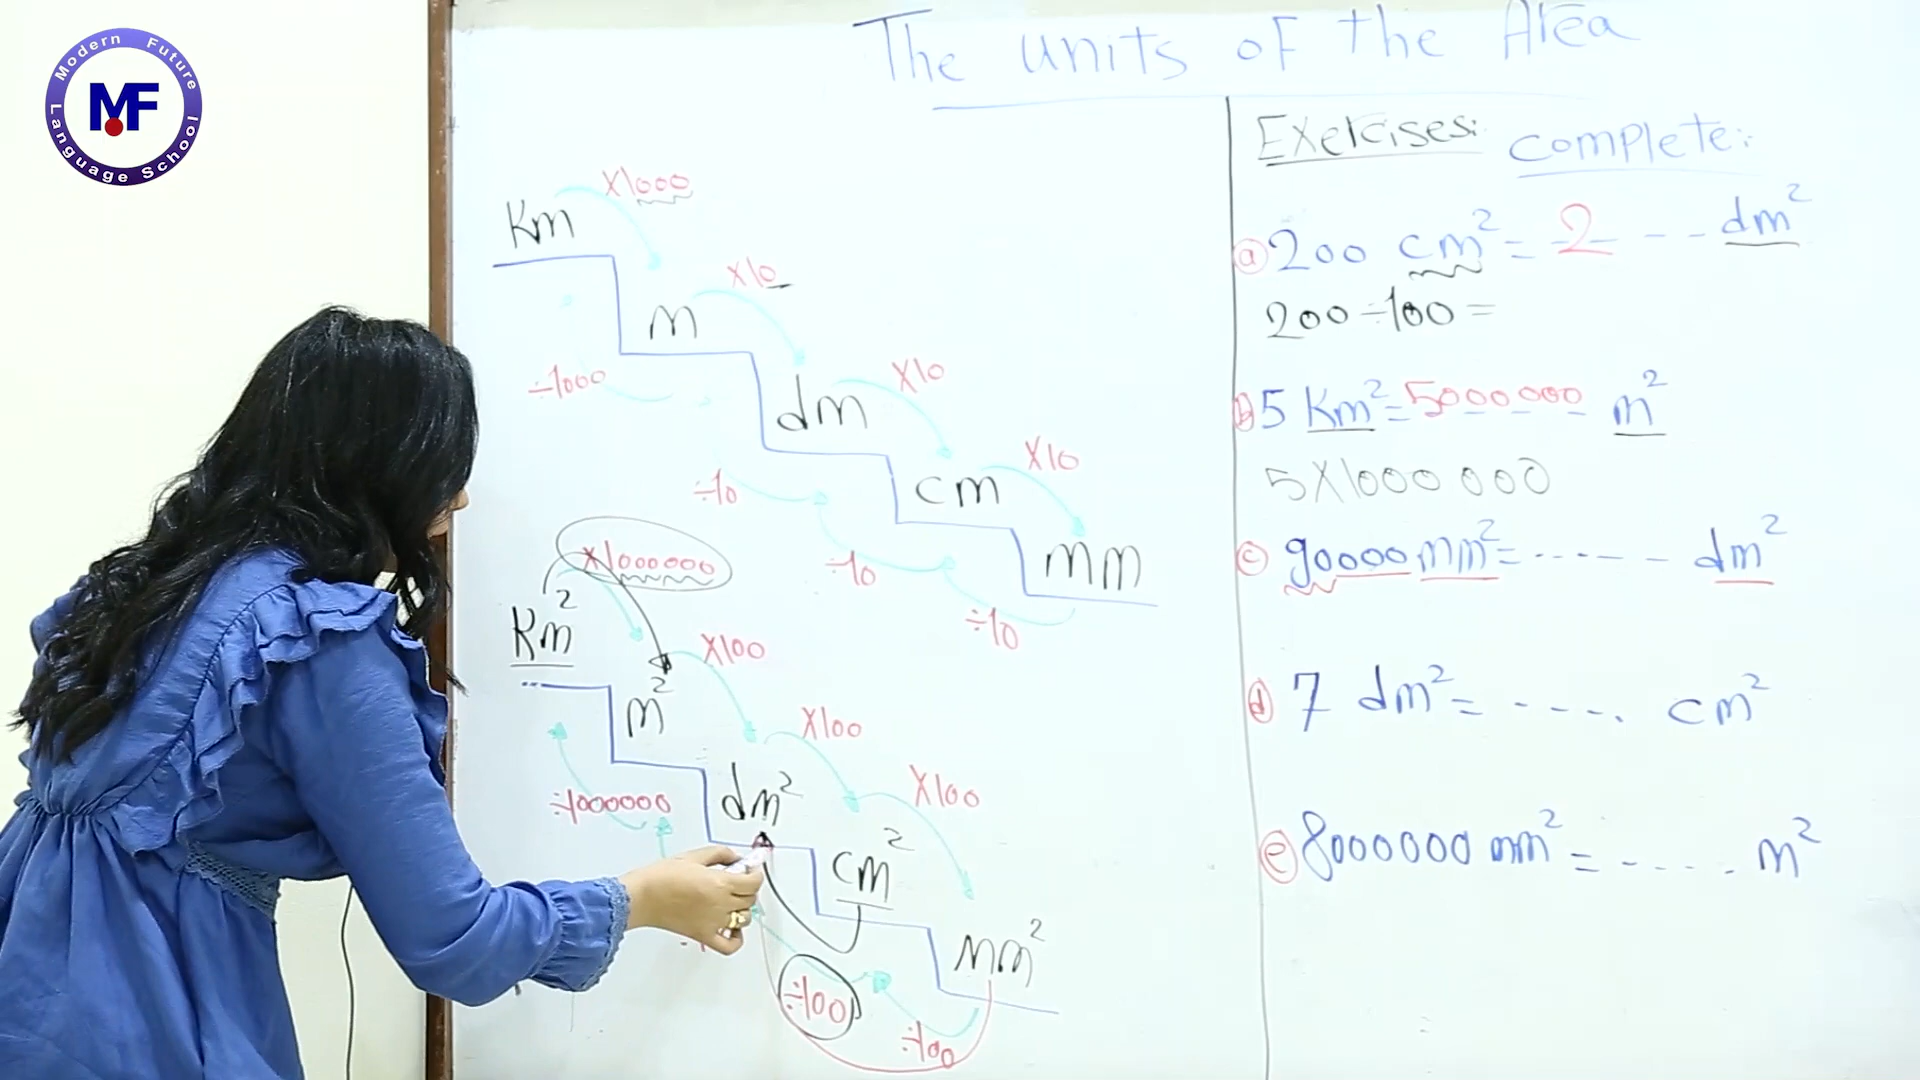 Modern Future
Language School
MF
The units of the Area
Exercises: Complete:
Km
×1000
m
×10
dm
×10
cm
×10
mm
÷1000
÷10
÷10
÷10
Km²
×1000000
m²
×100
dm²
×100
cm²
×100
mm²
÷1000000
÷100
÷100
a 200 cm² = 2 -- dm²
200 ÷ 100 =
b 5 Km² = 5000000 m²
5×1000 000
c 90000 mm² = ------ dm²
d 7 dm² = ----. cm²
e 8000000 mm² = ----. m²